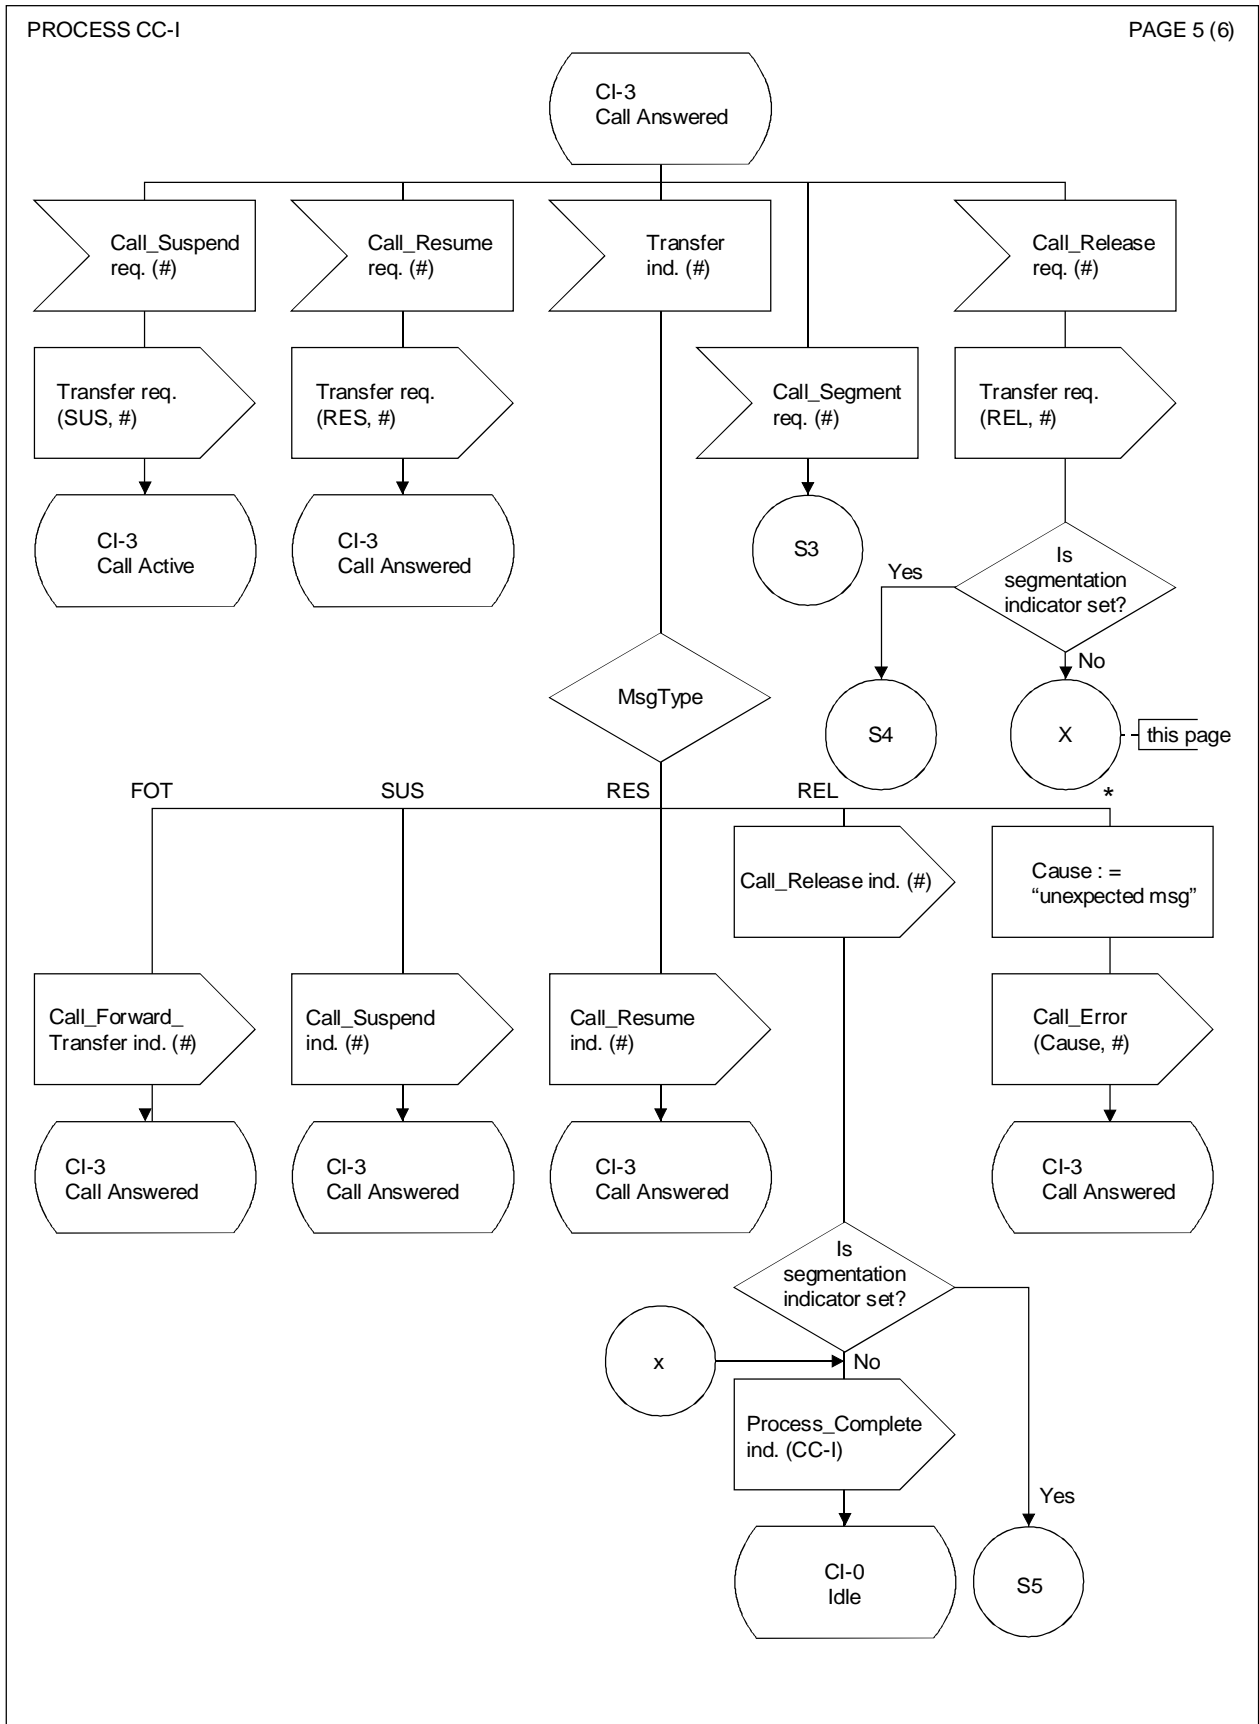 PROCESS CC-I
PAGE 5 (6)
CI-3
Call Answered
Call_Suspend
req. (#)
Call_Resume
req. (#)
Transfer
ind. (#)
Call_Release
req. (#)
Transfer req.
(SUS, #)
Transfer req.
(RES, #)
Call_Segment
req. (#)
Transfer req.
(REL, #)
CI-3
Call Active
CI-3
Call Answered
S3
Is
segmentation
indicator set?
Yes
No
MsgType
S4
X
this page
FOT
SUS
RES
REL
*
Call_Release ind. (#)
Cause : =
“unexpected msg”
Call_Forward_
Transfer ind. (#)
Call_Suspend
ind. (#)
Call_Resume
ind. (#)
Call_Error
(Cause, #)
CI-3
Call Answered
CI-3
Call Answered
CI-3
Call Answered
CI-3
Call Answered
Is
segmentation
indicator set?
x
No
Process_Complete
ind. (CC-I)
Yes
CI-0
Idle
S5